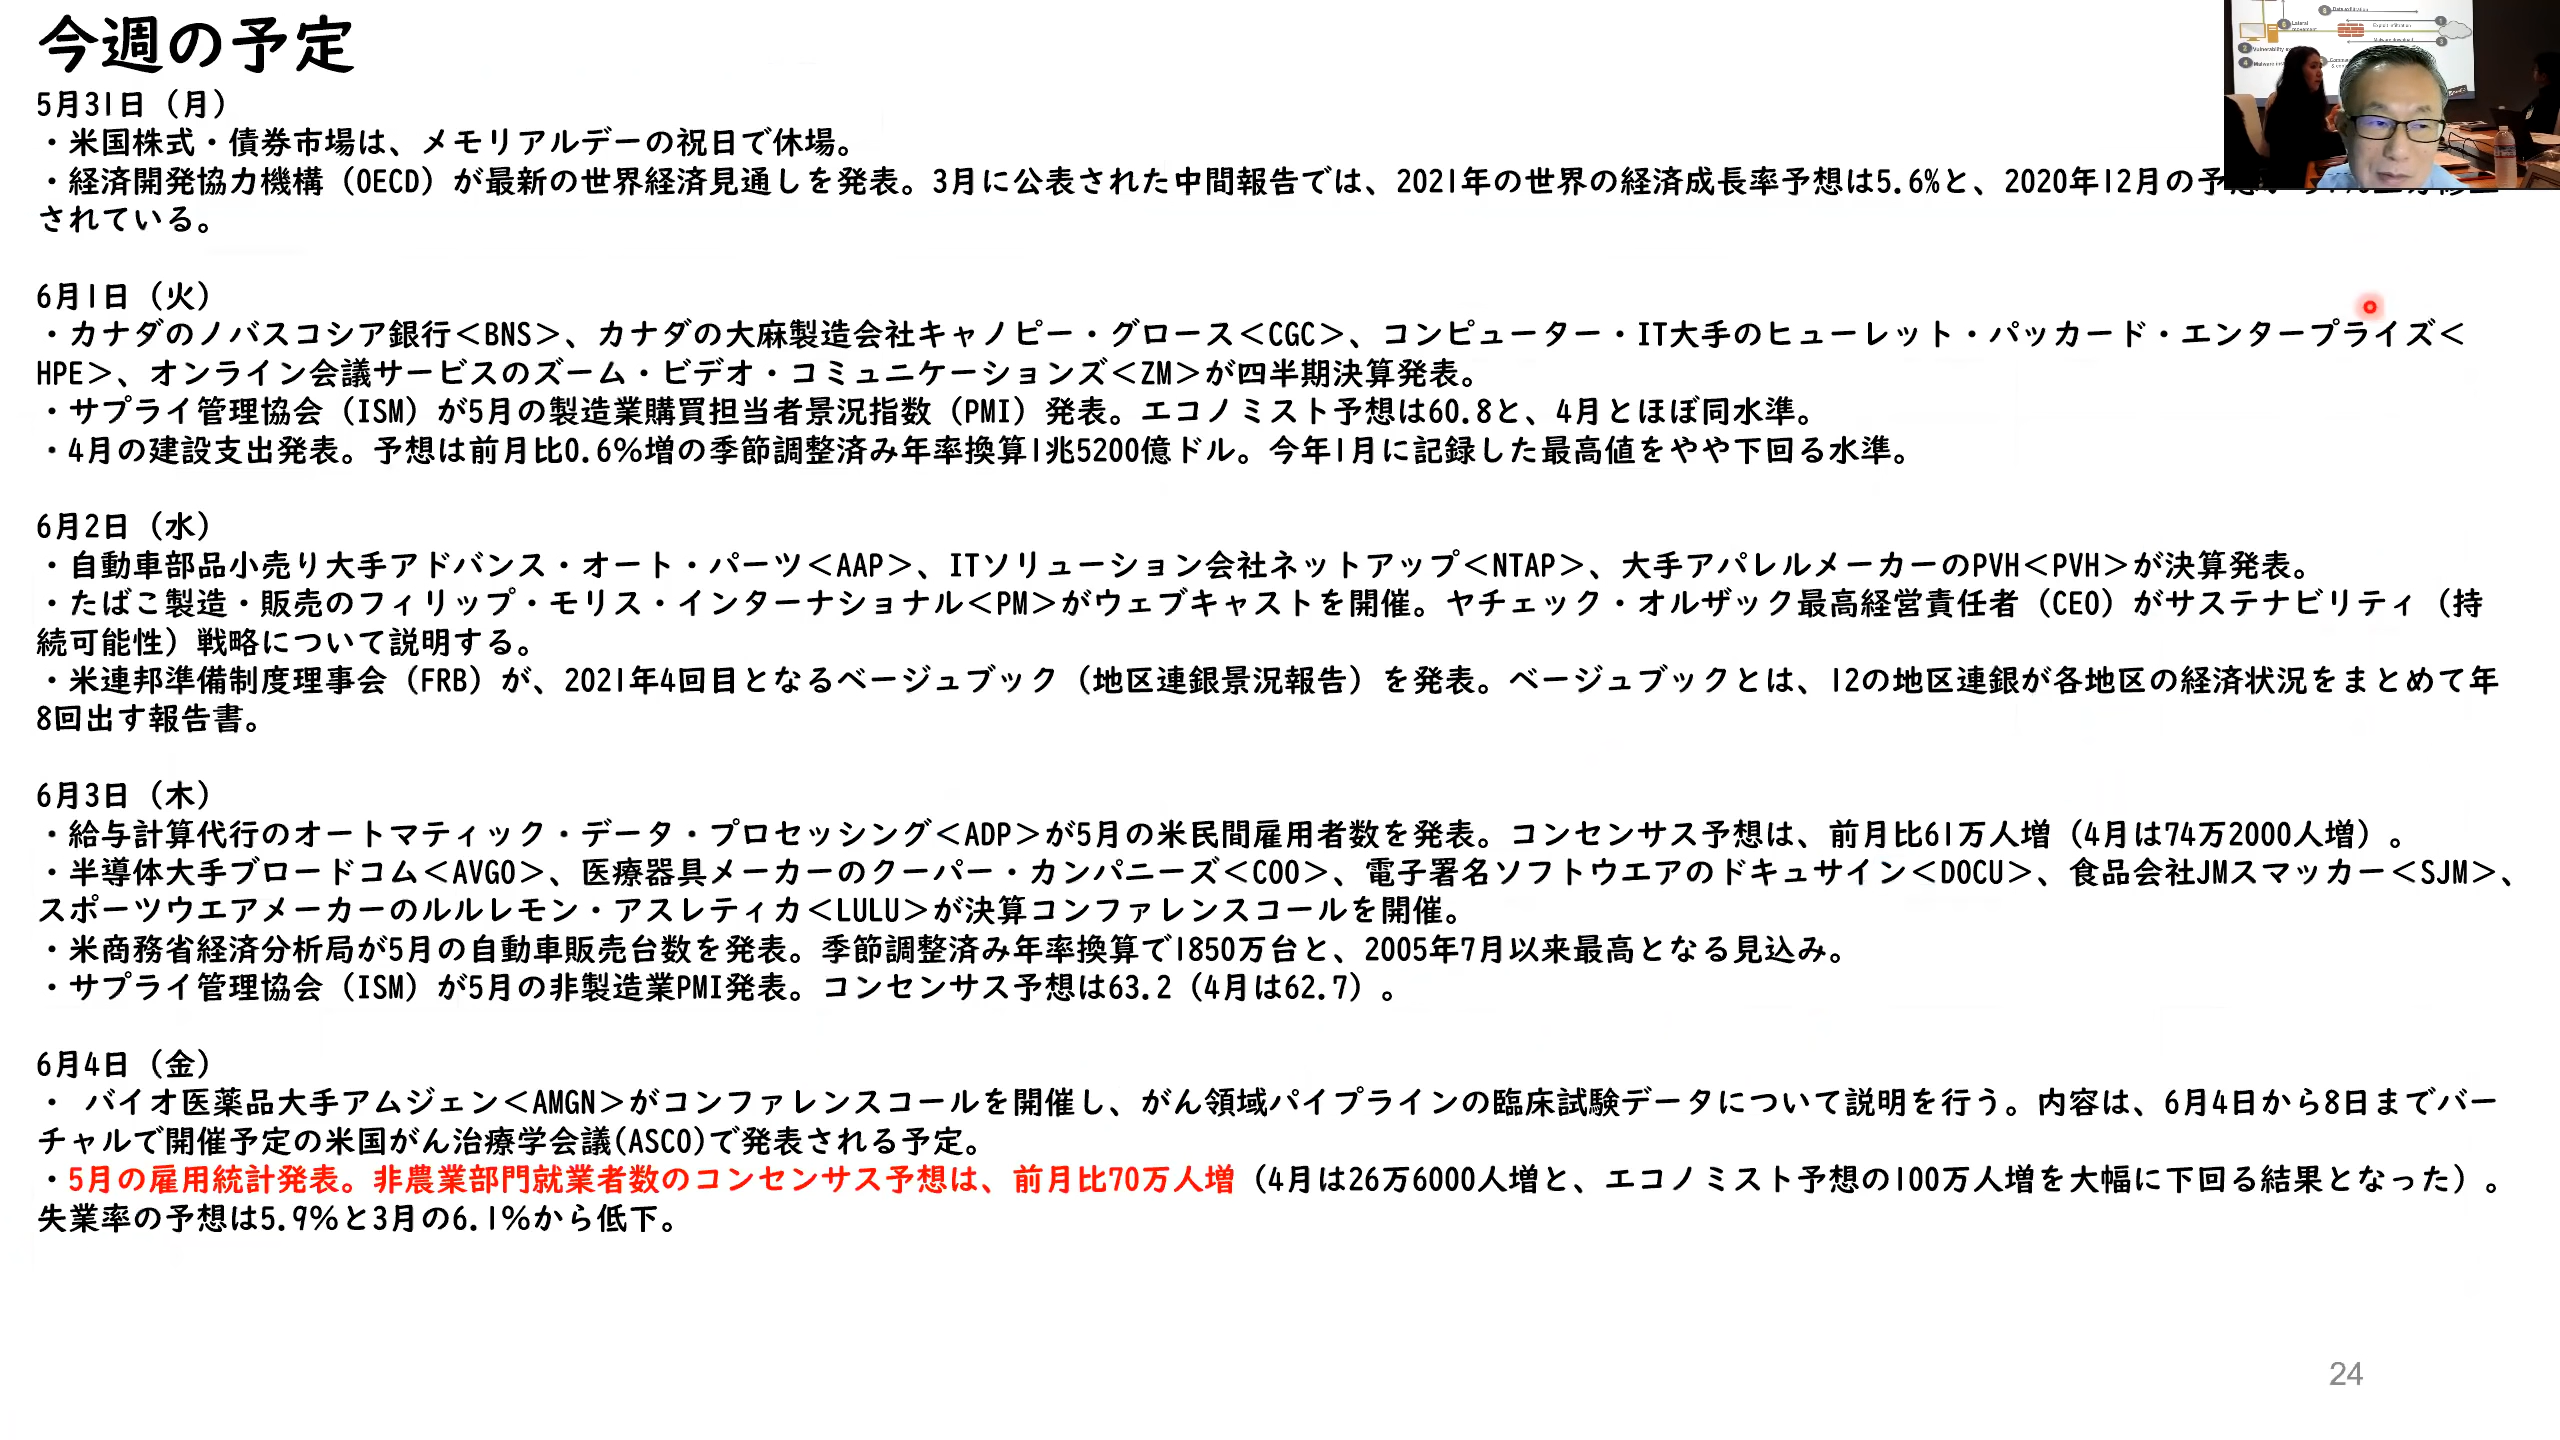 今週の予定
5月31日（月）
・米国株式・債券市場は、メモリアルデーの祝日で休場。
・経済開発協力機構（OECD）が最新の世界経済見通しを発表。3月に公表された中間報告では、2021年の世界の経済成長率予想は5.6%と、2020年12月の予
されている。
6月1日（火）
・カナダのノバスコシア銀行＜BNS＞、カナダの大麻製造会社キャノピー・グロース＜CGC＞、コンピューター・IT大手のヒューレット・パッカード・エンタープライズ＜
HPE＞、オンライン会議サービスのズーム・ビデオ・コミュニケーションズ＜ZM＞が四半期決算発表。
・サプライ管理協会（ISM）が5月の製造業購買担当者景況指数（PMI）発表。エコノミスト予想は60.8と、4月とほぼ同水準。
・4月の建設支出発表。予想は前月比0.6％増の季節調整済み年率換算1兆5200億ドル。今年1月に記録した最高値をやや下回る水準。
6月2日（水）
・自動車部品小売り大手アドバンス・オート・パーツ＜AAP＞、ITソリューション会社ネットアップ＜NTAP＞、大手アパレルメーカーのPVH＜PVH＞が決算発表。
・たばこ製造・販売のフィリップ・モリス・インターナショナル＜PM＞がウェブキャストを開催。ヤチェック・オルザック最高経営責任者（CEO）がサステナビリティ（持
続可能性）戦略について説明する。
・米連邦準備制度理事会（FRB）が、2021年4回目となるベージュブック（地区連銀景況報告）を発表。ベージュブックとは、12の地区連銀が各地区の経済状況をまとめて年
8回出す報告書。
6月3日（木）
・給与計算代行のオートマティック・データ・プロセッシング＜ADP＞が5月の米民間雇用者数を発表。コンセンサス予想は、前月比61万人増（4月は74万2000人増）。
・半導体大手ブロードコム＜AVGO＞、医療器具メーカーのクーパー・カンパニーズ＜COO＞、電子署名ソフトウエアのドキュサイン＜DOCU＞、食品会社JMスマッカー＜SJM＞、
スポーツウエアメーカーのルルレモン・アスレティカ＜LULU＞が決算コンファレンスコールを開催。
・米商務省経済分析局が5月の自動車販売台数を発表。季節調整済み年率換算で1850万台と、2005年7月以来最高となる見込み。
・サプライ管理協会（ISM）が5月の非製造業PMI発表。コンセンサス予想は63.2（4月は62.7）。
6月4日（金）
・ バイオ医薬品大手アムジェン＜AMGN＞がコンファレンスコールを開催し、がん領域パイプラインの臨床試験データについて説明を行う。内容は、6月4日から8日までバー
チャルで開催予定の米国がん治療学会議(ASCO)で発表される予定。
・5月の雇用統計発表。非農業部門就業者数のコンセンサス予想は、前月比70万人増（4月は26万6000人増と、エコノミスト予想の100万人増を大幅に下回る結果となった）。
失業率の予想は5.9％と3月の6.1％から低下。
24